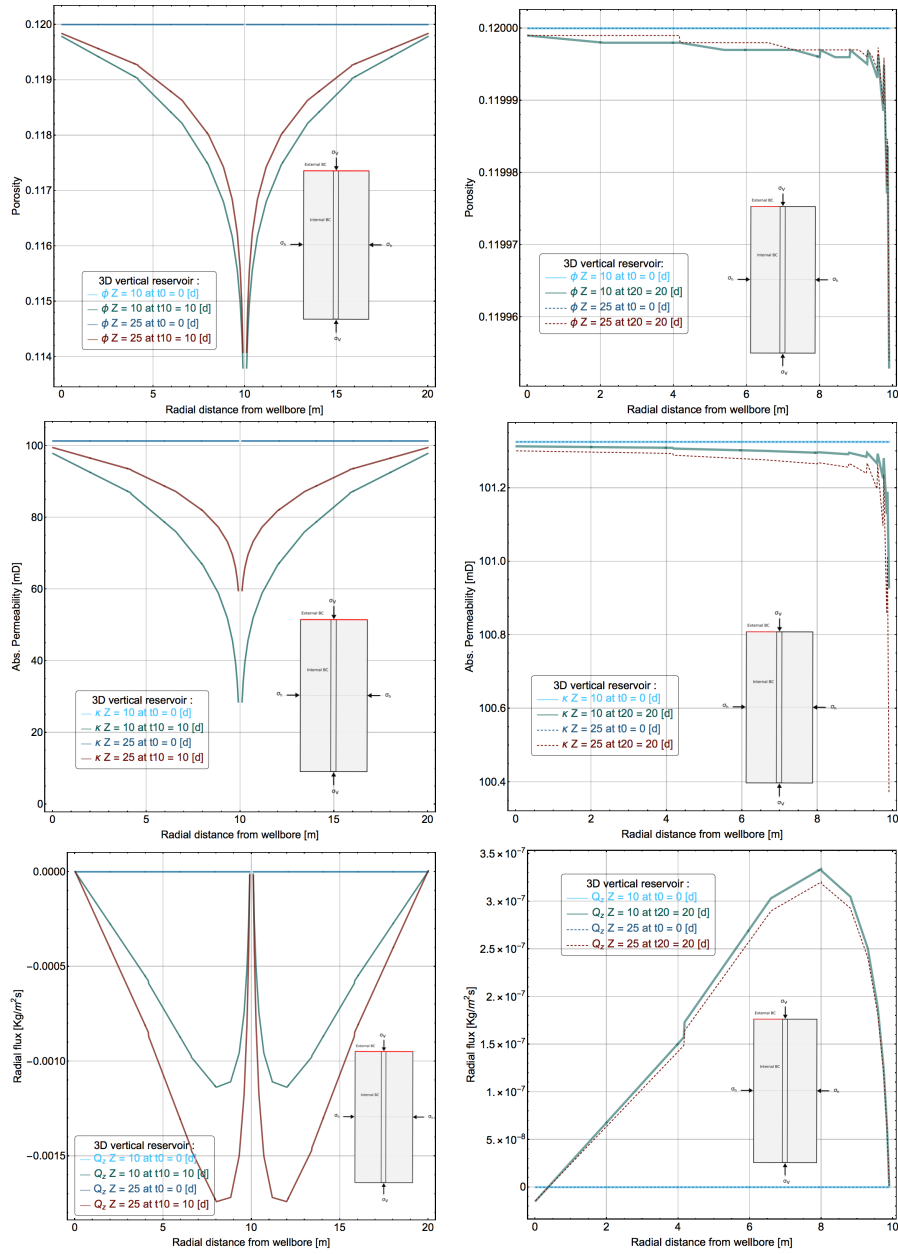 0.120
0.119
0.118
0.117
0.116
0.115
0.114
Porosity
0
5
10
15
20
Radial distance from wellbore [m]
3D vertical reservoir :
ϕ Z = 10 at t0 = 0 [d]
ϕ Z = 10 at t10 = 10 [d]
ϕ Z = 25 at t0 = 0 [d]
ϕ Z = 25 at t10 = 10 [d]
σv
External BC
Internal BC
σh
σh
σv
0.12000
0.11999
0.11998
0.11997
0.11996
Porosity
0
2
4
6
8
10
Radial distance from wellbore [m]
3D vertical reservoir:
ϕ Z = 10 at t0 = 0 [d]
ϕ Z = 10 at t20 = 20 [d]
ϕ Z = 25 at t0 = 0 [d]
ϕ Z = 25 at t20 = 20 [d]
σv
External BC
Internal BC
σh
σh
σv
100
80
60
40
20
0
Abs. Permeability [mD]
0
5
10
15
20
Radial distance from wellbore [m]
3D vertical reservoir :
κ Z = 10 at t0 = 0 [d]
κ Z = 10 at t10 = 10 [d]
κ Z = 25 at t0 = 0 [d]
κ Z = 25 at t10 = 10 [d]
σv
External BC
Internal BC
σh
σh
σv
101.2
101.0
100.8
100.6
100.4
Abs. Permeability [mD]
0
2
4
6
8
10
Radial distance from wellbore [m]
3D vertical reservoir :
κ Z = 10 at t0 = 0 [d]
κ Z = 10 at t20 = 20 [d]
κ Z = 25 at t0 = 0 [d]
κ Z = 25 at t20 = 20 [d]
σv
External BC
Internal BC
σh
σh
σv
0.0000
−0.0005
−0.0010
−0.0015
Radial flux [Kg/m²s]
0
5
10
15
20
Radial distance from wellbore [m]
3D vertical reservoir :
Qz Z = 10 at t0 = 0 [d]
Qz Z = 10 at t10 = 10 [d]
Qz Z = 25 at t0 = 0 [d]
Qz Z = 25 at t10 = 10 [d]
σv
External BC
Internal BC
σh
σh
σv
3.5 × 10⁻⁷
3. × 10⁻⁷
2.5 × 10⁻⁷
2. × 10⁻⁷
1.5 × 10⁻⁷
1. × 10⁻⁷
5. × 10⁻⁸
0
Radial flux [Kg/m²s]
0
2
4
6
8
10
Radial distance from wellbore [m]
3D vertical reservoir :
Qz Z = 10 at t0 = 0 [d]
Qz Z = 10 at t20 = 20 [d]
Qz Z = 25 at t0 = 0 [d]
Qz Z = 25 at t20 = 20 [d]
σv
External BC
Internal BC
σh
σh
σv